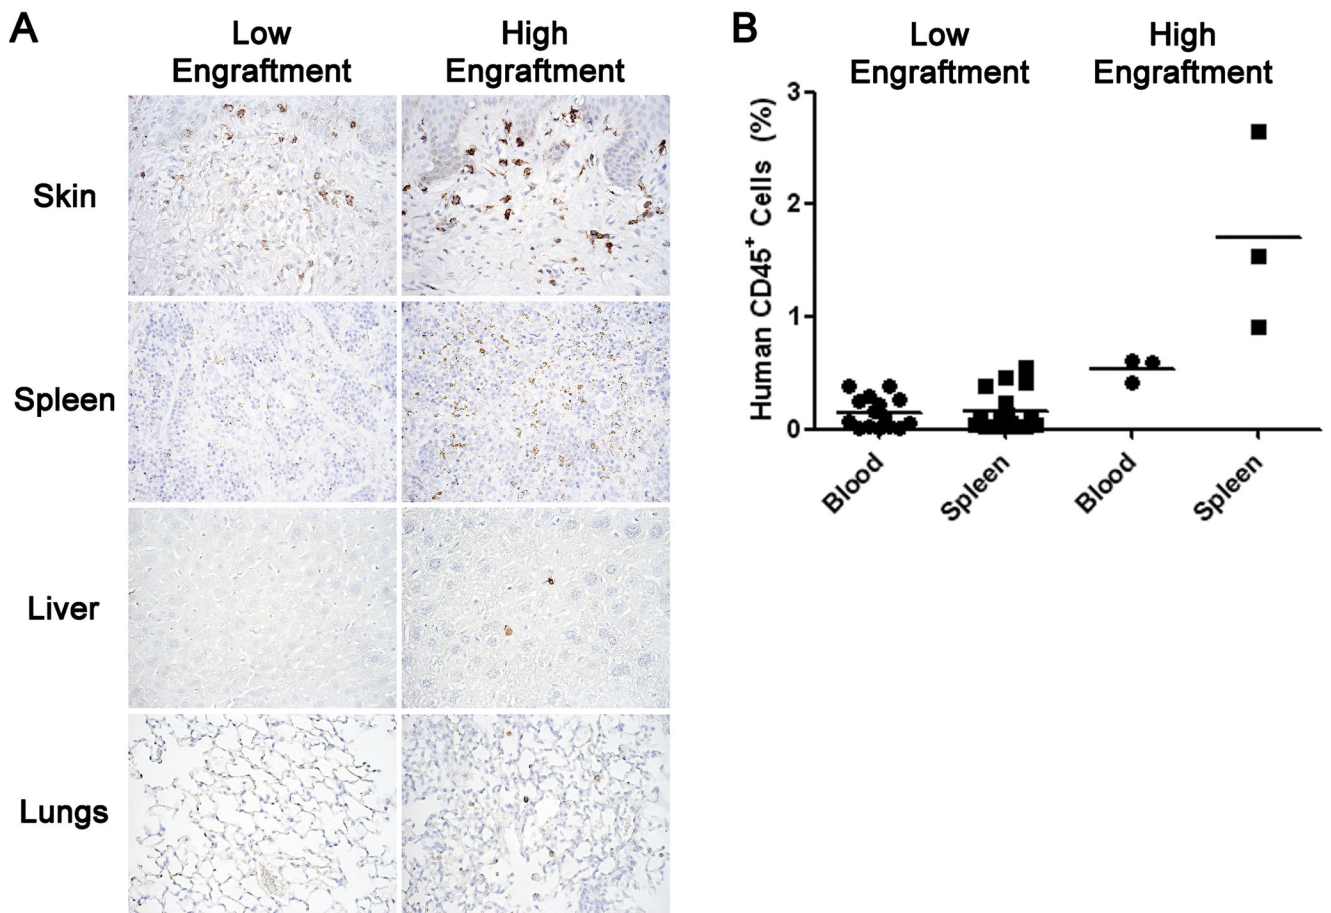 A
Low
Engraftment
High
Engraftment
Skin
Spleen
Liver
Lungs
B
Low
Engraftment
High
Engraftment
Human CD45+ Cells (%)
3
2
1
0
Blood
Spleen
Blood
Spleen